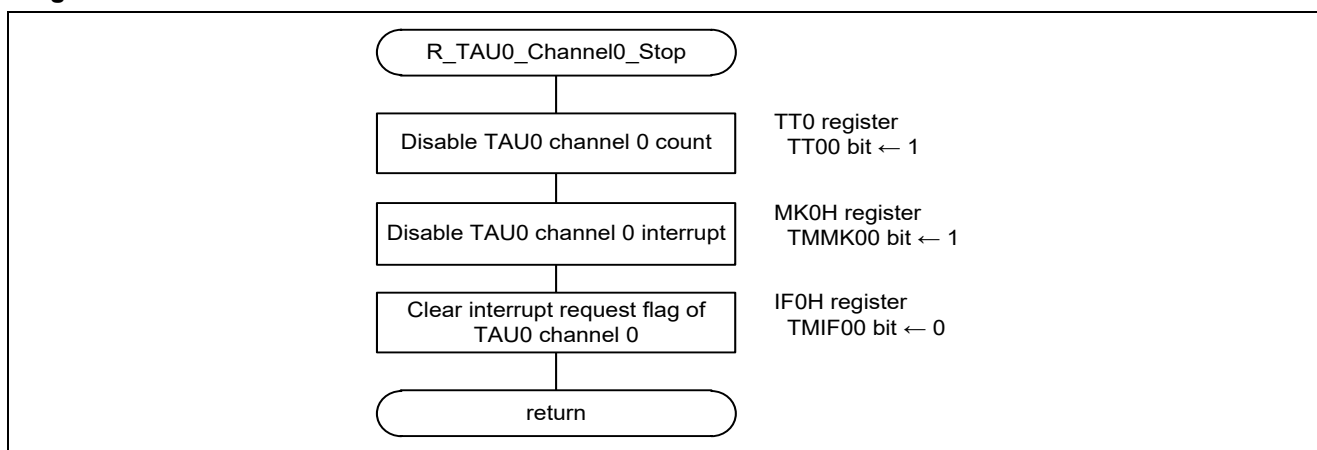 R_TAU0_Channel0_Stop
Disable TAU0 channel 0 count
TT0 register
TT00 bit ← 1
Disable TAU0 channel 0 interrupt
MK0H register
TMMK00 bit ← 1
Clear interrupt request flag of
TAU0 channel 0
IF0H register
TMIF00 bit ← 0
return